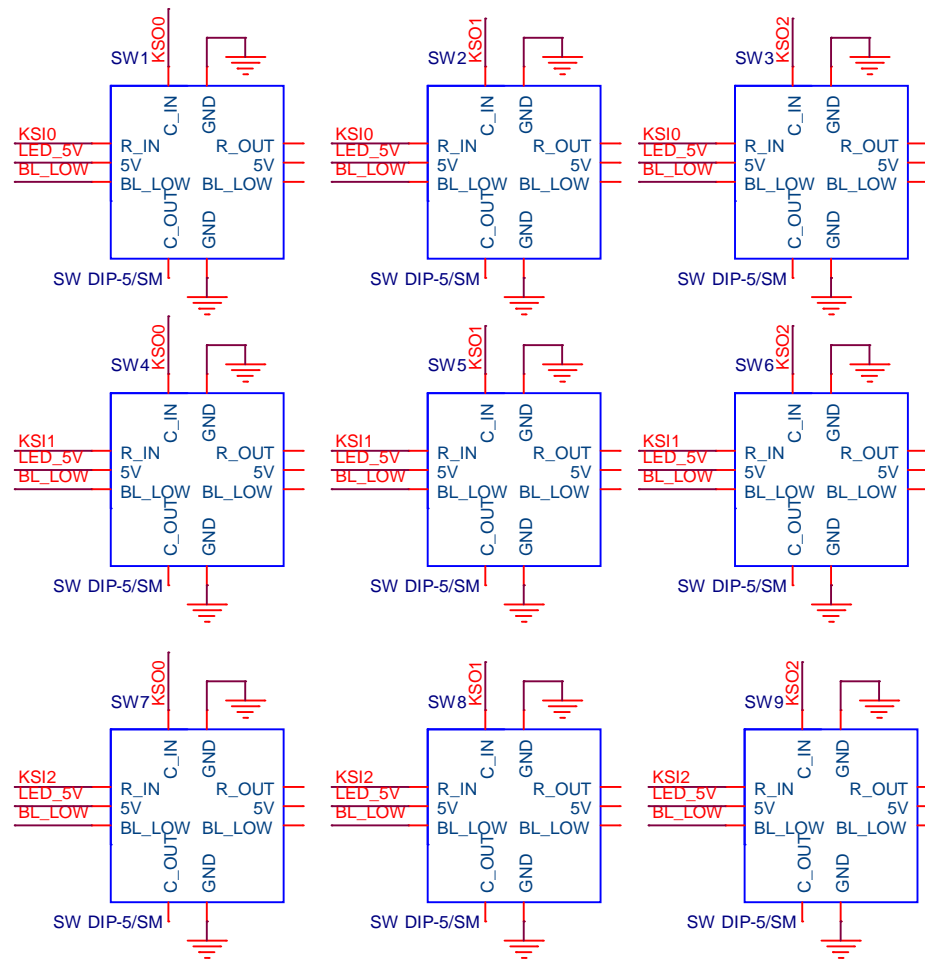 KSO0 KSO1 KSO2
SW1 SW2 SW3
C_IN GND C_IN GND C_IN GND
KSI0 R_IN R_OUT KSI0 R_IN R_OUT KSI0 R_IN R_OUT
LED_5V 5V 5V LED_5V 5V 5V LED_5V 5V 5V
BL_LOW BL_LOW BL_LOW BL_LOW BL_LOW BL_LOW BL_LOW BL_LOW BL_LOW
C_OUT GND C_OUT GND C_OUT GND
SW DIP-5/SM SW DIP-5/SM SW DIP-5/SM
KSO0 KSO1 KSO2
SW4 SW5 SW6
C_IN GND C_IN GND C_IN GND
KSI1 R_IN R_OUT KSI1 R_IN R_OUT KSI1 R_IN R_OUT
LED_5V 5V 5V LED_5V 5V 5V LED_5V 5V 5V
BL_LOW BL_LOW BL_LOW BL_LOW BL_LOW BL_LOW BL_LOW BL_LOW BL_LOW
C_OUT GND C_OUT GND C_OUT GND
SW DIP-5/SM SW DIP-5/SM SW DIP-5/SM
KSO0 KSO1 KSO2
SW7 SW8 SW9
C_IN GND C_IN GND C_IN GND
KSI2 R_IN R_OUT KSI2 R_IN R_OUT KSI2 R_IN R_OUT
LED_5V 5V 5V LED_5V 5V 5V LED_5V 5V 5V
BL_LOW BL_LOW BL_LOW BL_LOW BL_LOW BL_LOW BL_LOW BL_LOW BL_LOW
C_OUT GND C_OUT GND C_OUT GND
SW DIP-5/SM SW DIP-5/SM SW DIP-5/SM